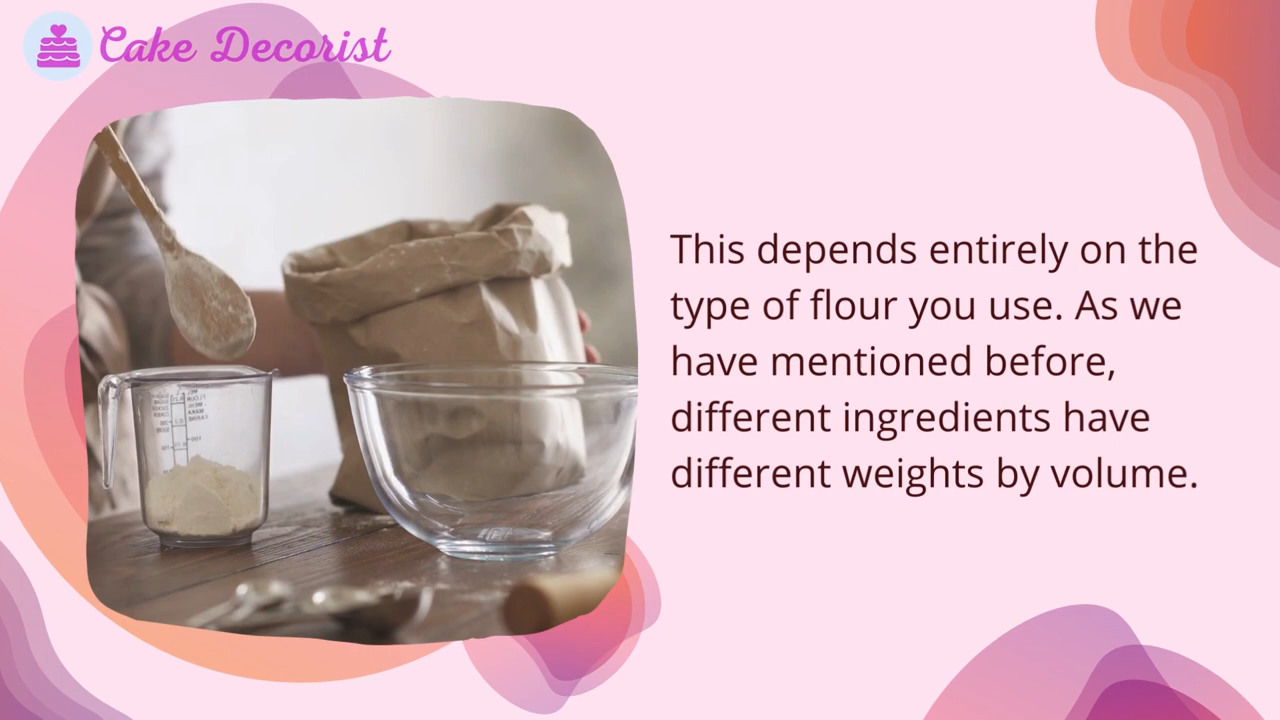 Cake Decorist
This depends entirely on the
type of flour you use. As we
have mentioned before,
different ingredients have
different weights by volume.